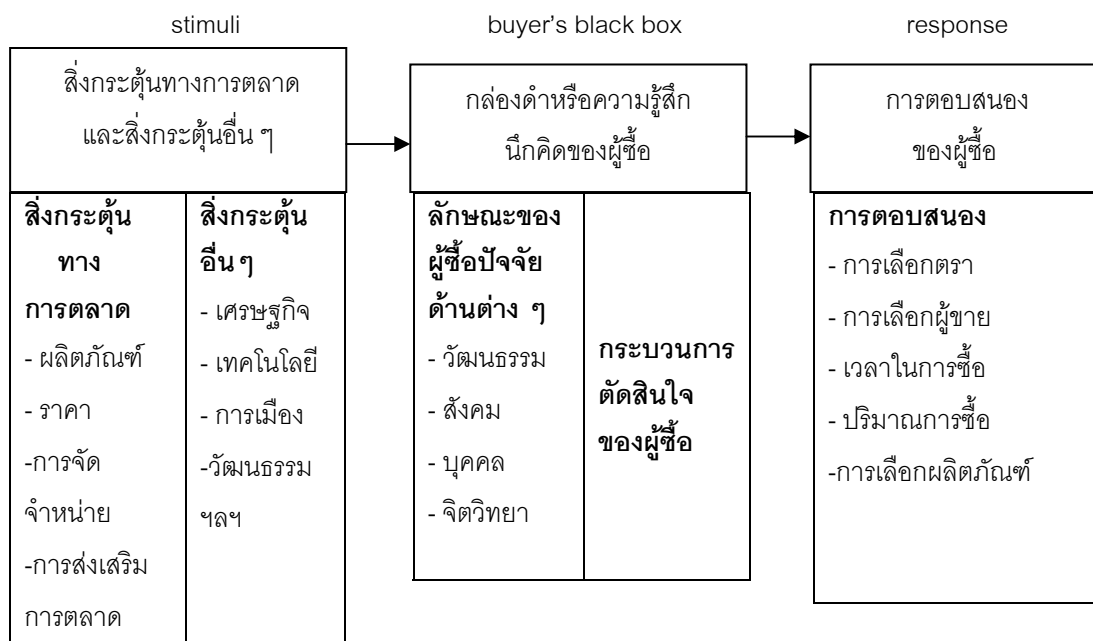 stimuli
buyer's black box
response
สิ่งกระตุ้นทางการตลาด
และสิ่งกระตุ้นอื่น ๆ
กล่องดำหรือความรู้สึก
นึกคิดของผู้ซื้อ
การตอบสนอง
ของผู้ซื้อ
สิ่งกระตุ้น
ทาง
การตลาด
- ผลิตภัณฑ์
- ราคา
-การจัด
จำหน่าย
-การส่งเสริม
การตลาด
สิ่งกระตุ้น
อื่น ๆ
- เศรษฐกิจ
- เทคโนโลยี
- การเมือง
-วัฒนธรรม
ฯลฯ
ลักษณะของ
ผู้ซื้อปัจจัย
ด้านต่าง ๆ
- วัฒนธรรม
- สังคม
- บุคคล
- จิตวิทยา
กระบวนการ
ตัดสินใจ
ของผู้ซื้อ
การตอบสนอง
- การเลือกตรา
- การเลือกผู้ขาย
- เวลาในการซื้อ
- ปริมาณการซื้อ
-การเลือกผลิตภัณฑ์